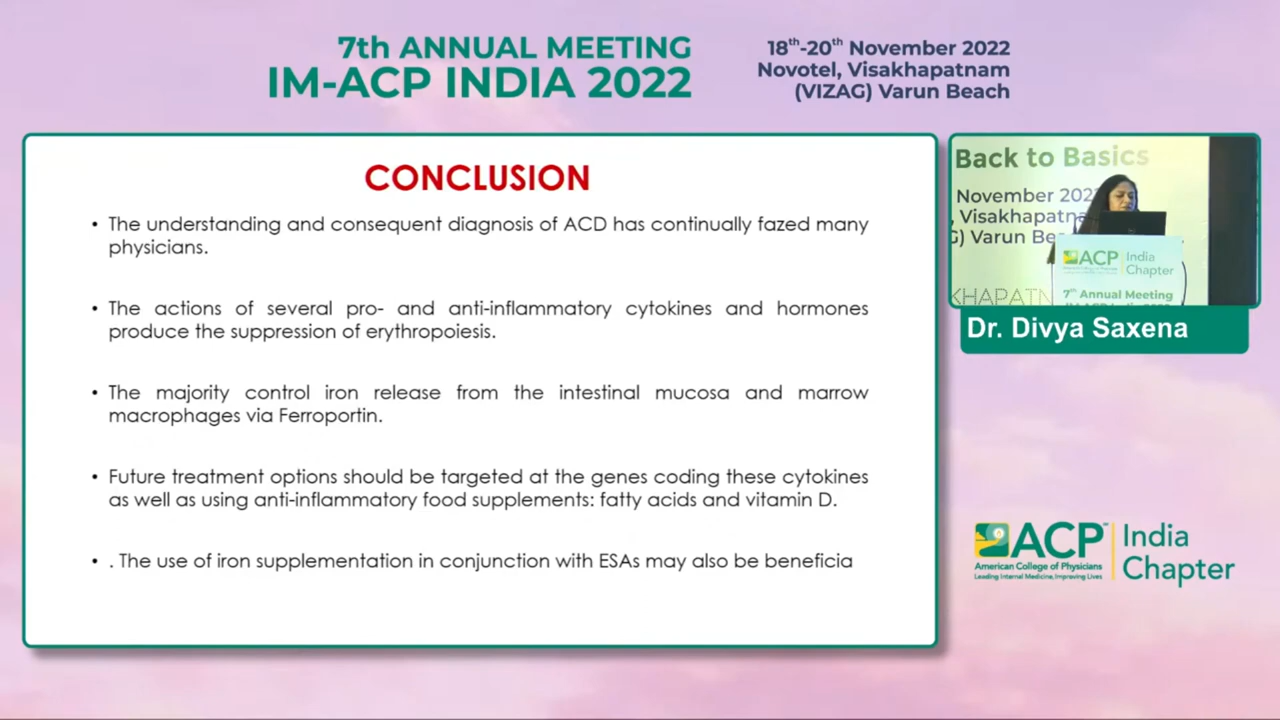 7th ANNUAL MEETING
IM-ACP INDIA 2022
18th-20th November 2022
Novotel, Visakhapatnam
(VIZAG) Varun Beach
CONCLUSION
• The understanding and consequent diagnosis of ACD has continually fazed many
physicians.
• The actions of several pro- and anti-inflammatory cytokines and hormones
produce the suppression of erythropoiesis.
• The majority control iron release from the intestinal mucosa and marrow
macrophages via Ferroportin.
• Future treatment options should be targeted at the genes coding these cytokines
as well as using anti-inflammatory food supplements: fatty acids and vitamin D.
• . The use of iron supplementation in conjunction with ESAs may also be beneficia
Back to Basics
November 202
, Visakhapatna
G) Varun Be
KHAPATN
ACP
India
Chapter
7th Annual Meeting
Dr. Divya Saxena
ACP
American College of Physicians
Leading Internal Medicine, Improving Lives
India
Chapter